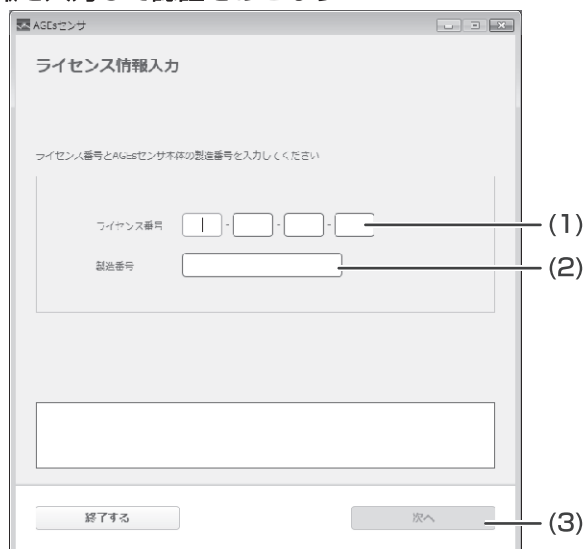 AGEsセンサ
ライセンス情報入力
ライセンス番号とAGEsセンサ本体の製造番号を入力してください
ライセンス番号 - - - (1)
製造番号 (2)
終了する 次へ (3)